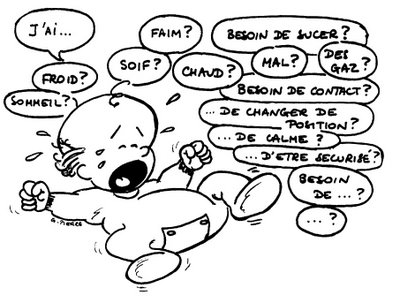 J'AI...
FROID?
SOMMEIL?
FAIM?
SOIF?
CHAUD?
BESOIN DE SUCER?
MAL?
DES
GAZ?
BESOIN DE CONTACT?
...DE CHANGER DE
POSITION?
...DE CALME?
...D'ETRE SECURISÉ?
BESOIN
DE ...?
...?